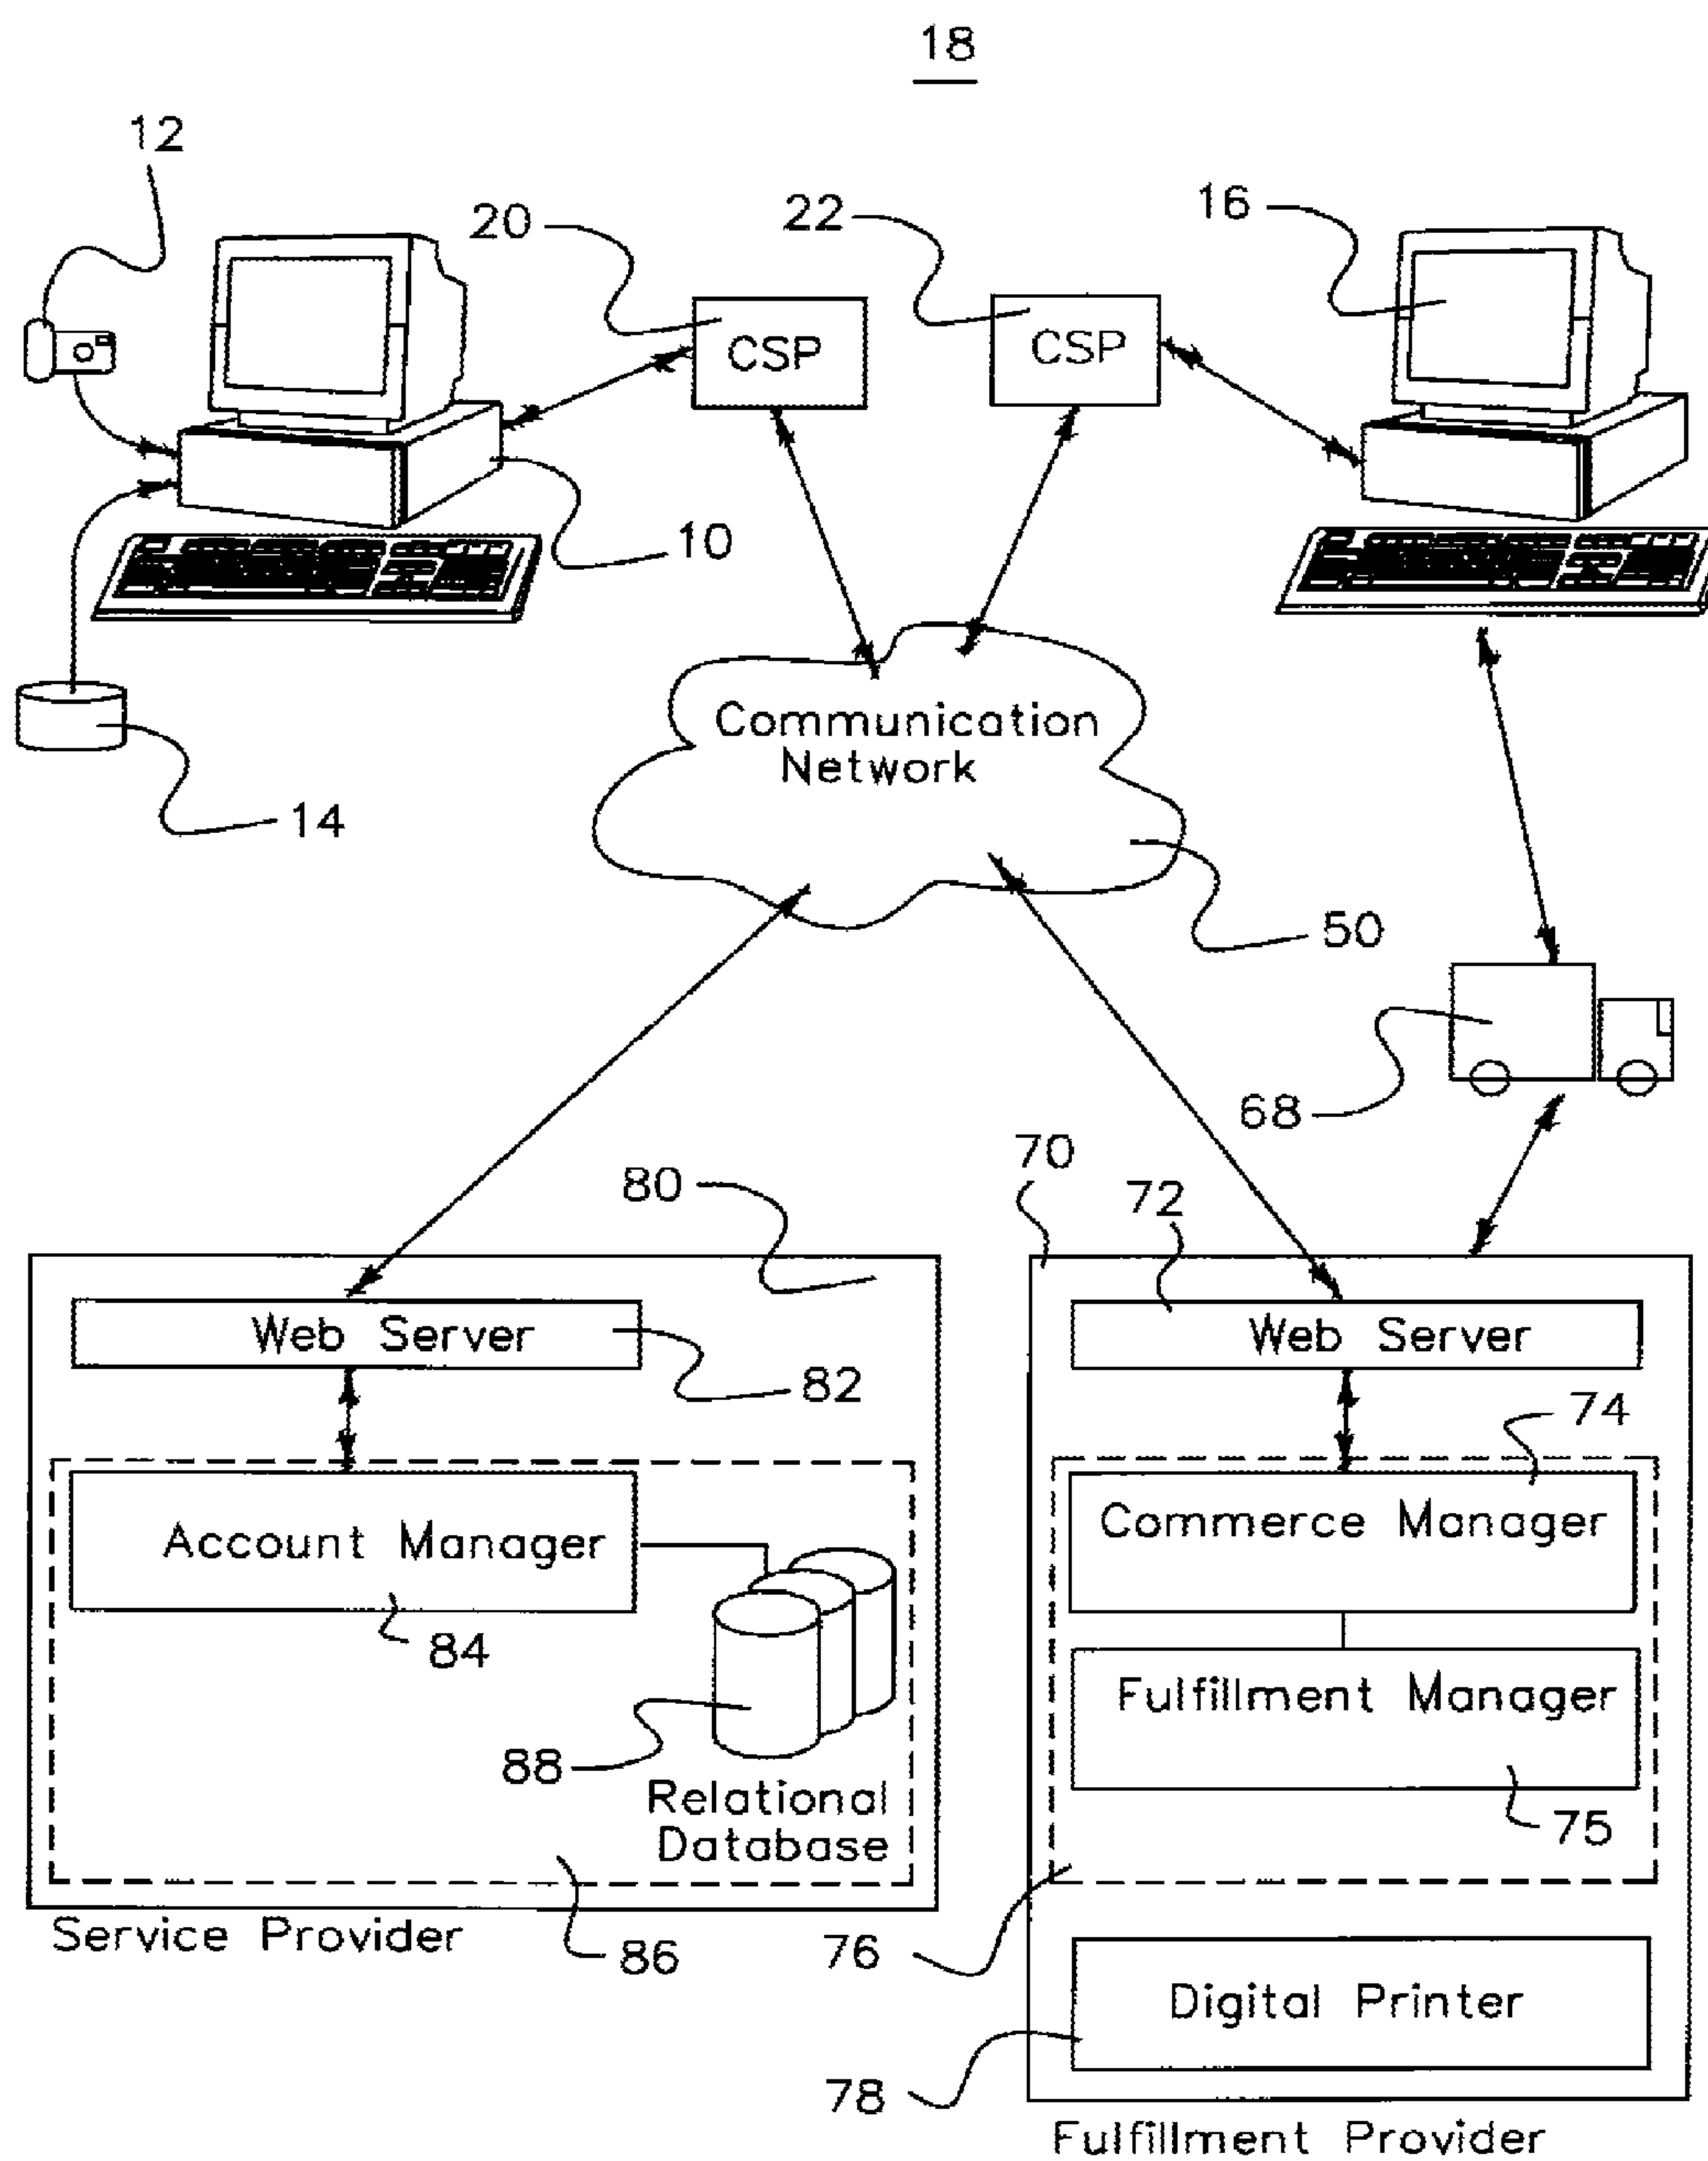 18
12
20
22
16
CSP
CSP
10
Communication
Network
14
50
68
70
80
72
Web Server
82
Web Server
74
Account Manager
84
Commerce Manager
Fulfillment Manager
75
88
Relational
Database
Service Provider
86
76
Digital Printer
78
Fulfillment Provider